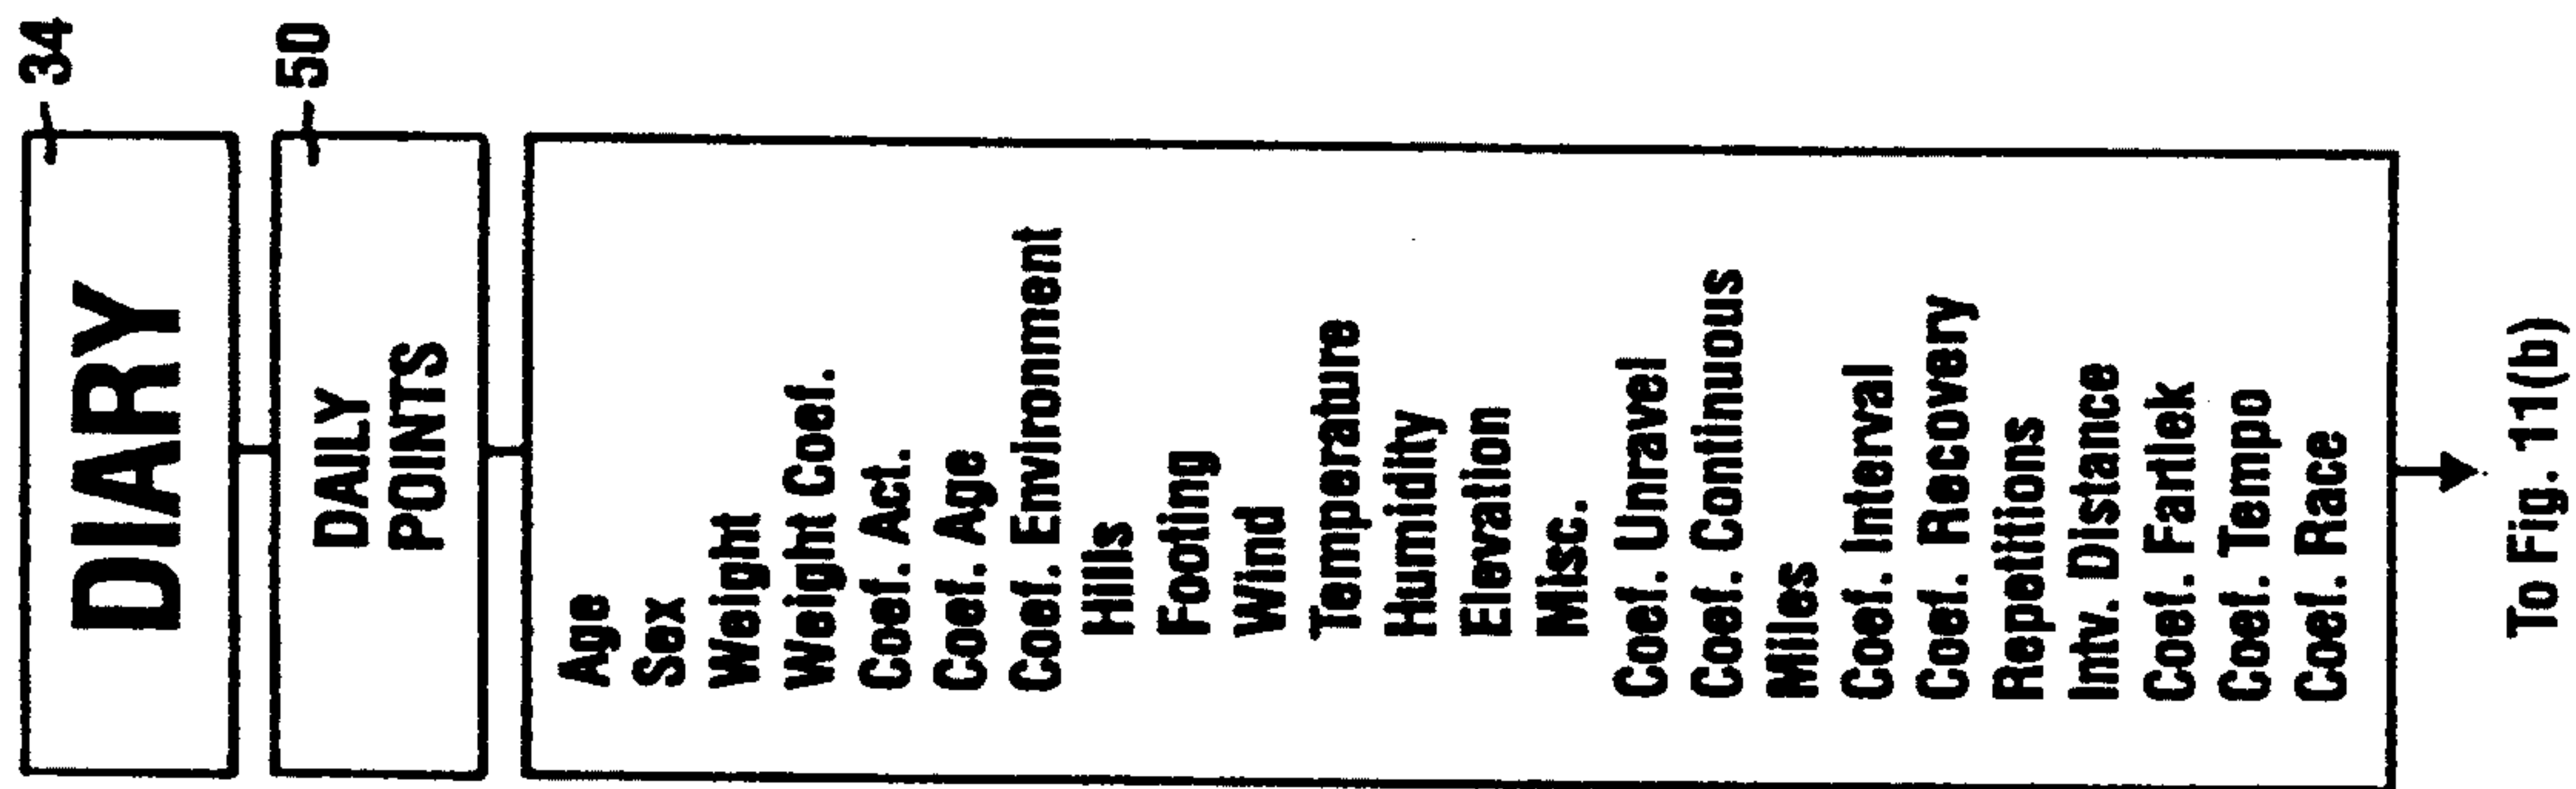 DIARY
34
DAILY
POINTS
50
Age
Sex
Weight
Weight Coef.
Coef. Act.
Coef. Age
Coef. Environment
Hills
Footing
Wind
Temperature
Humidity
Elevation
Misc.
Coef. Unravel
Coef. Continuous
Miles
Coef. Interval
Coef. Recovery
Repetitions
Intv. Distance
Coef. Fartlek
Coef. Tempo
Coef. Race
To Fig. 11(b)